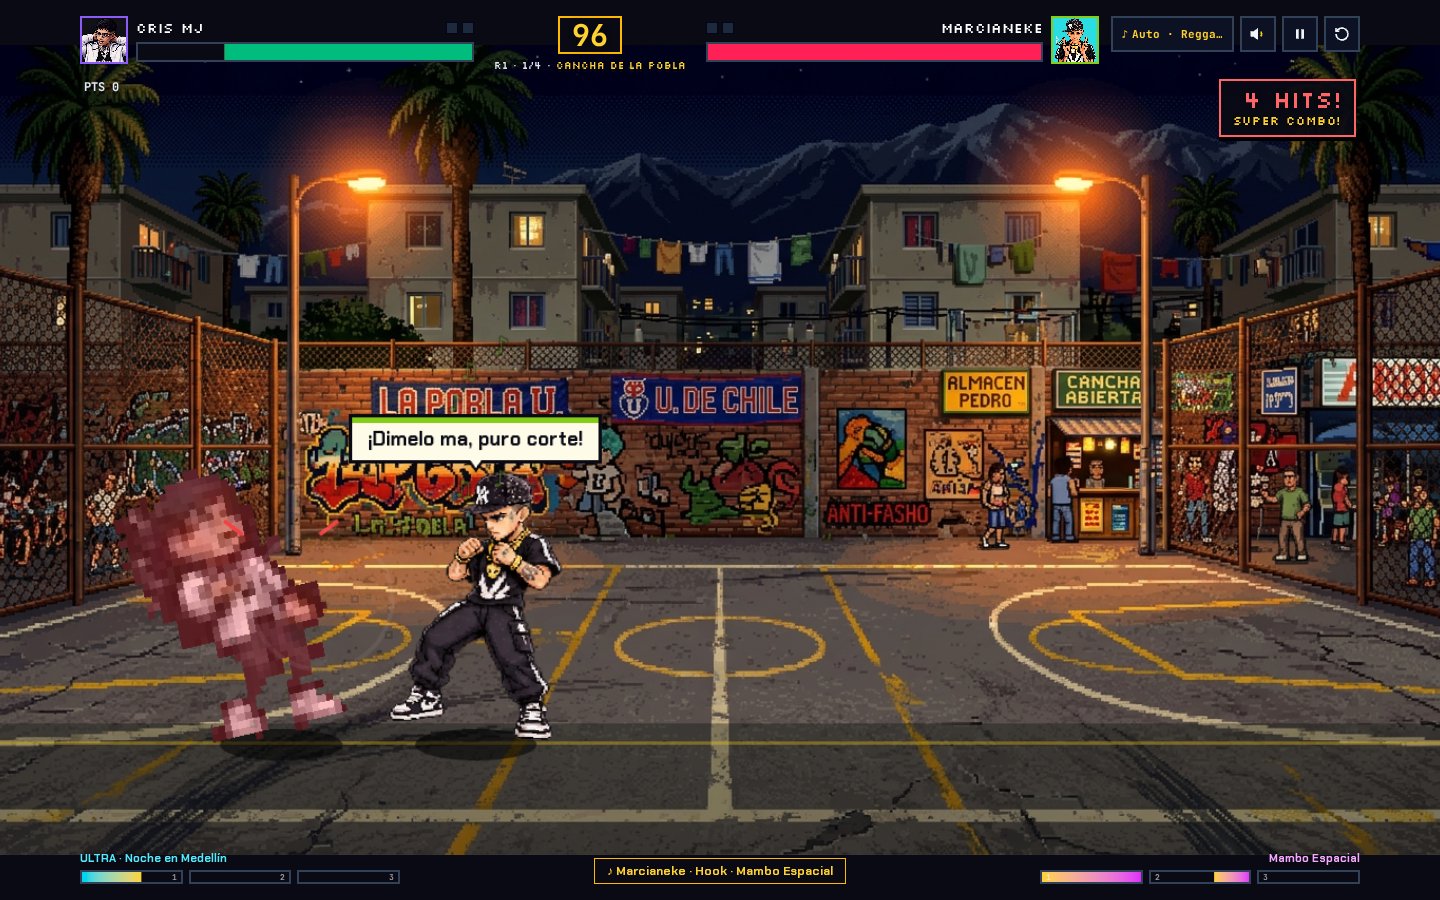 CRIS MJ
96
MARCIANEKE
♪ Auto · Regga…
R1 · 1/4 · CANCHA DE LA POBLA
PTS 0
4 HITS!
SUPER COMBO!
LA POBLA U.
U. DE CHILE
ALMACEN
PEDRO
CANCHA
ABIERTA
¡Dimelo ma, puro corte!
ANTI-FASHO
ULTRA · Noche en Medellín
1
2
3
♪ Marcianeke · Hook · Mambo Espacial
Mambo Espacial
1
2
3